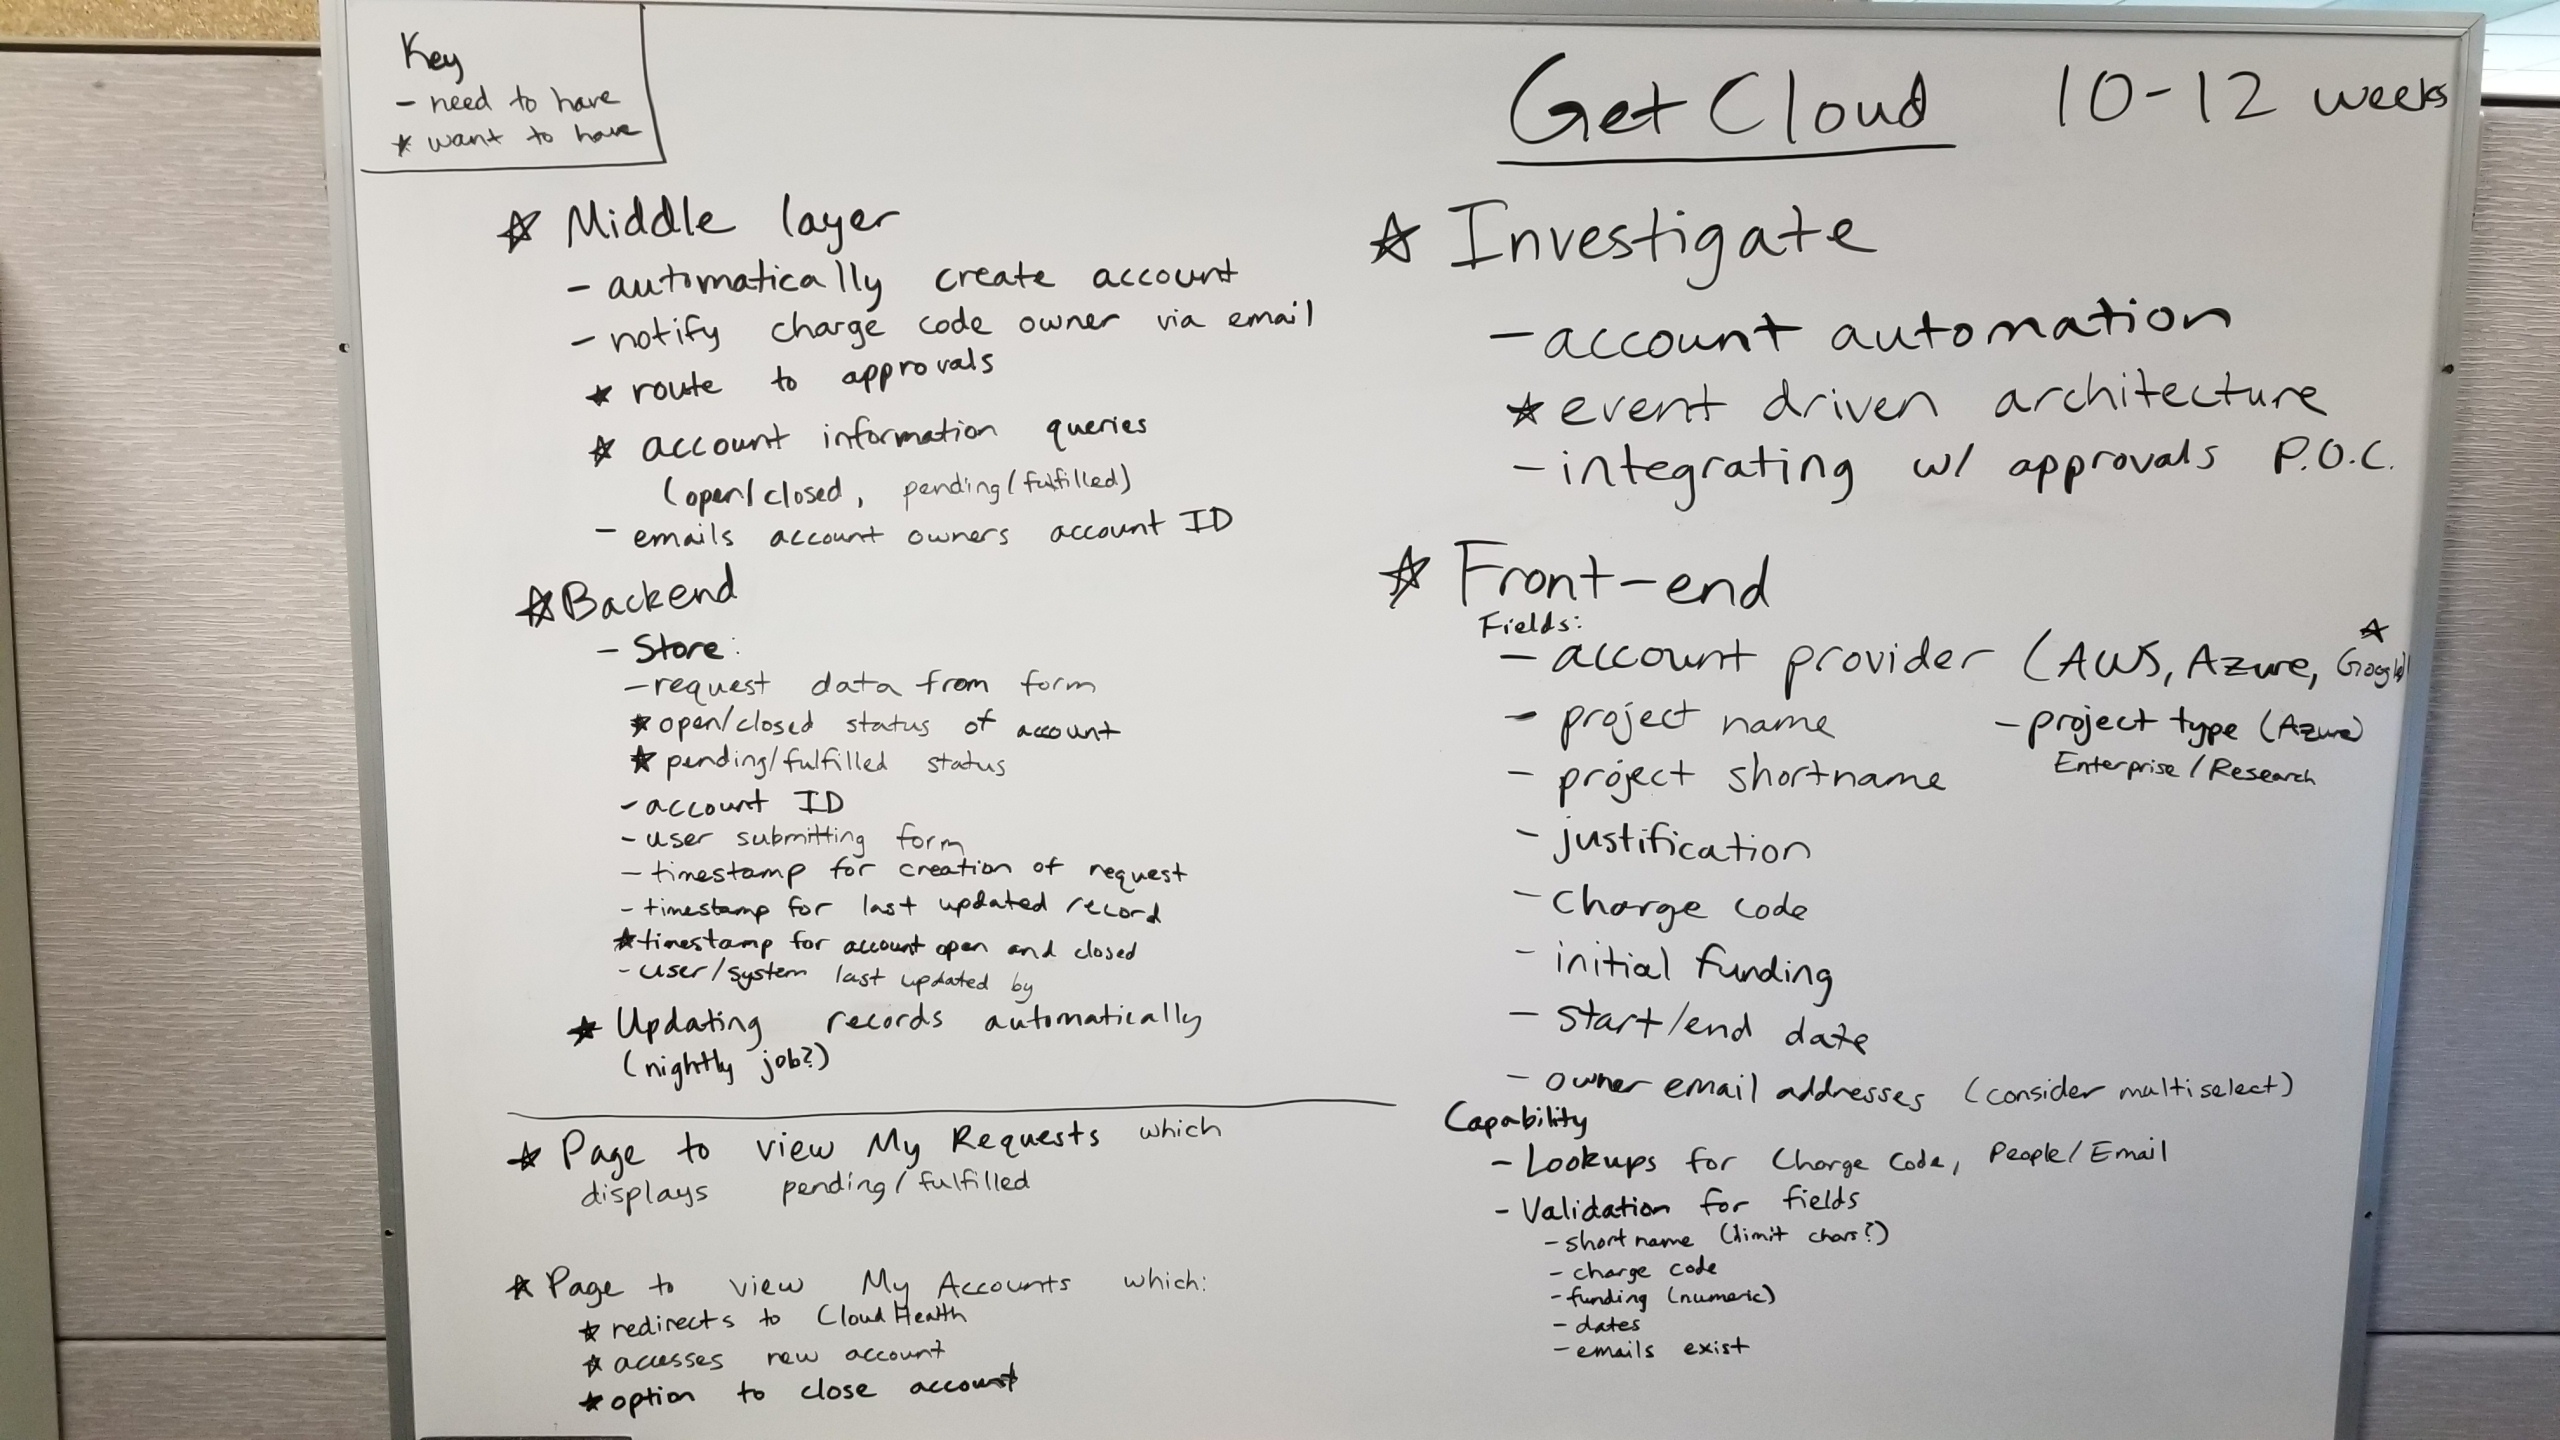 Key
- need to have
* want to have
Get Cloud 10-12 weeks
☆ Middle layer
- automatically create account
- notify charge code owner via email
★ route to approvals
★ account information queries
(open/closed, pending/fulfilled)
- emails account owners account ID
☆ Backend
- Store:
- request data from form
★ open/closed status of account
★ pending/fulfilled status
- account ID
- user submitting form
- timestamp for creation of request
- timestamp for last updated record
★ timestamp for account open and closed
- user/system last updated by
★ Updating records automatically
(nightly job?)
★ Page to view My Requests which
displays pending/fulfilled
★ Page to view My Accounts which:
★ redirects to CloudHealth
★ accesses new account
★ option to close account
☆ Investigate
- account automation
★ event driven architecture
- integrating w/ approvals P.O.C.
☆ Front-end
Fields:
- account provider (AWS, Azure, ☆ Google)
- project name
- project type (Azure)
Enterprise/Research
- project shortname
- justification
- charge code
- initial funding
- start/end date
- owner email addresses (consider multiselect)
Capability
- Lookups for Charge Code, People/Email
- Validation for fields
- short name (limit chars?)
- charge code
- funding (numeric)
- dates
- emails exist